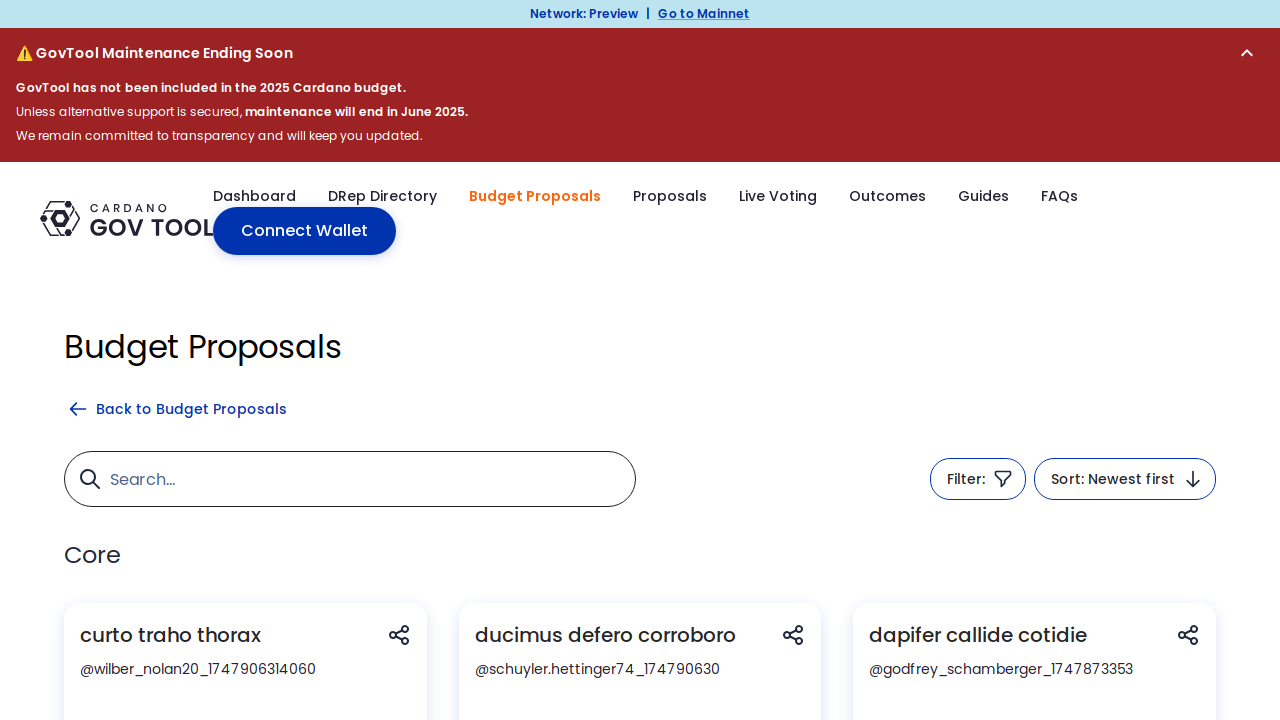 Network: Preview | Go to Mainnet
⚠️ GovTool Maintenance Ending Soon
GovTool has not been included in the 2025 Cardano budget.
Unless alternative support is secured, maintenance will end in June 2025.
We remain committed to transparency and will keep you updated.
CARDANO
GOV TOOL
Dashboard DRep Directory Budget Proposals Proposals Live Voting Outcomes Guides FAQs
Connect Wallet
Budget Proposals
Back to Budget Proposals
Search...
Filter:
Sort: Newest first
Core
curto traho thorax
@wilber_nolan20_1747906314060
ducimus defero corroboro
@schuyler.hettinger74_174790630
dapifer callide cotidie
@godfrey_schamberger_1747873353